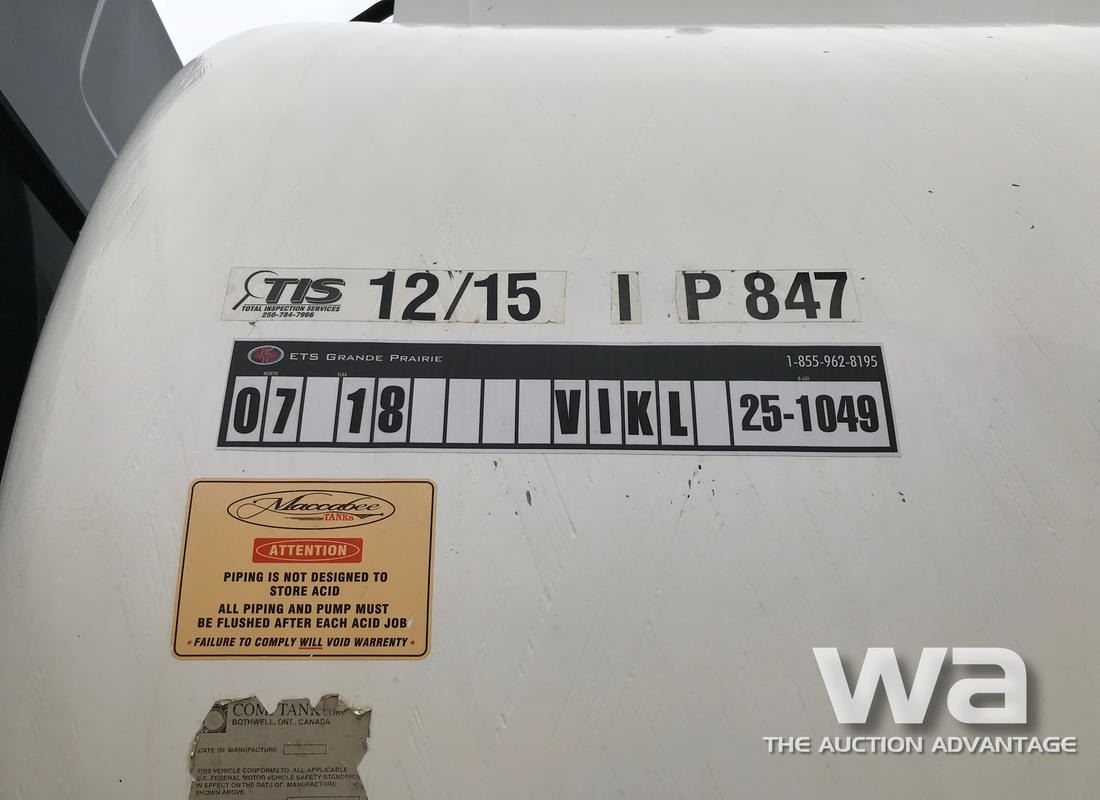 TIS 12/15 I P 847
TOTAL INSPECTION SERVICES
250-784-7966
ETS GRANDE PRAIRIE 1-855-962-8195
MONTH YEAR B 620
07 18 VIKL 25-1049
Maccabee
TANKS
ATTENTION
PIPING IS NOT DESIGNED TO
STORE ACID
ALL PIPING AND PUMP MUST
BE FLUSHED AFTER EACH ACID JOB
*FAILURE TO COMPLY WILL VOID WARRENTY*
TANK
BOTHWELL, ONT. CANADA
DATE OF MANUFACTURE
THIS VEHICLE CONFORMS TO ALL APPLICABLE
U.S. FEDERAL MOTOR VEHICLE SAFETY STANDARDS
IN EFFECT ON THE DATE OF MANUFACTURE
SHOWN ABOVE.
wa
THE AUCTION ADVANTAGE